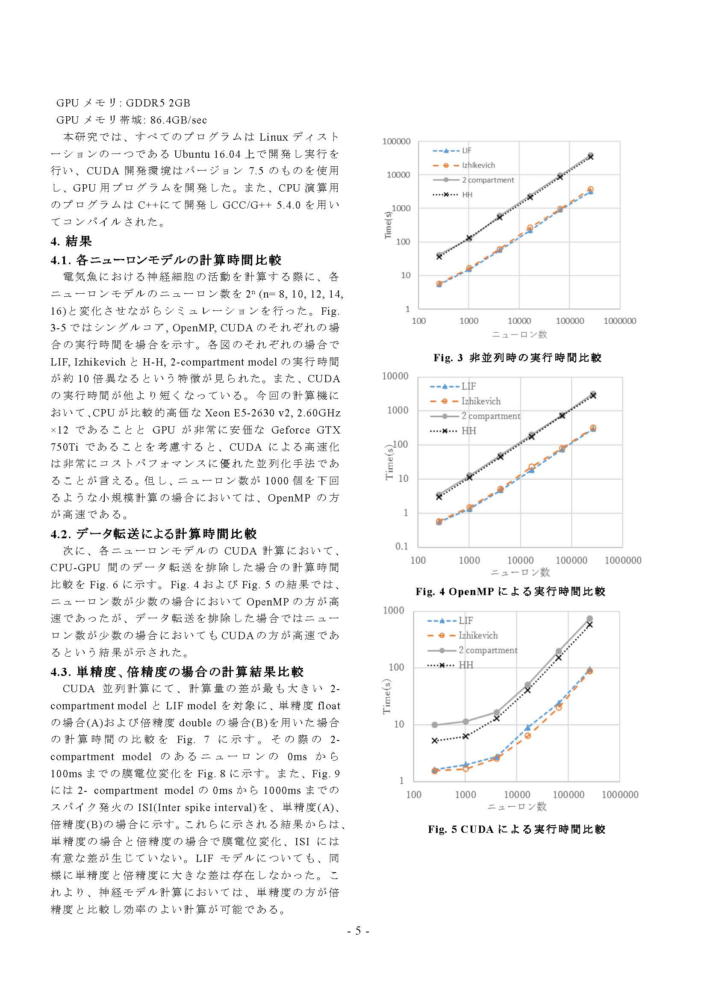 GPU メモリ: GDDR5 2GB
GPU メモリ帯域: 86.4GB/sec
本研究では、すべてのプログラムは Linux ディスト
ーションの一つである Ubuntu 16.04 上で開発し実行を
行い、CUDA 開発環境はバージョン 7.5 のものを使用
し、GPU 用プログラムを開発した。また、CPU 演算用
のプログラムは C++にて開発し GCC/G++ 5.4.0 を用い
てコンパイルされた。
4. 結果
4.1. 各ニューロンモデルの計算時間比較
電気魚における神経細胞の活動を計算する際に、各
ニューロンモデルのニューロン数を 2ⁿ (n= 8, 10, 12, 14,
16)と変化させながらシミュレーションを行った。Fig.
3-5 ではシングルコア, OpenMP, CUDA のそれぞれの場
合の実行時間を場合を示す。各図のそれぞれの場合で
LIF, Izhikevich と H-H, 2-compartment model の実行時間
が約 10 倍異なるという特徴が見られた。また、CUDA
の実行時間が他より短くなっている。今回の計算機に
おいて、CPU が比較的高価な Xeon E5-2630 v2, 2.60GHz
×12 であることと GPU が非常に安価な Geforce GTX
750Ti であることを考慮すると、CUDA による高速化
は非常にコストパフォマンスに優れた並列化手法であ
ることが言える。但し、ニューロン数が 1000 個を下回
るような小規模計算の場合においては、OpenMP の方
が高速である。
4.2. データ転送による計算時間比較
次に、各ニューロンモデルの CUDA 計算において、
CPU-GPU 間のデータ転送を排除した場合の計算時間
比較を Fig. 6 に示す。Fig. 4 および Fig. 5 の結果では、
ニューロン数が少数の場合において OpenMP の方が高
速であったが、データ転送を排除した場合ではニュー
ロン数が少数の場合においても CUDA の方が高速であ
るという結果が示された。
4.3. 単精度、倍精度の場合の計算結果比較
CUDA 並列計算にて、計算量の差が最も大きい 2-
compartment model と LIF model を対象に、単精度 float
の場合(A)および倍精度 double の場合(B)を用いた場合
の計算時間の比較を Fig. 7 に示す。その際の 2-
compartment model のあるニューロンの 0ms から
100ms までの膜電位変化を Fig. 8 に示す。また、Fig. 9
には 2- compartment model の 0ms から 1000ms までの
スパイク発火の ISI(Inter spike interval)を、単精度(A)、
倍精度(B)の場合に示す。これらに示される結果からは、
単精度の場合と倍精度の場合で膜電位変化、ISI には
有意な差が生じていない。LIF モデルについても、同
様に単精度と倍精度に大きな差は存在しなかった。こ
れより、神経モデル計算においては、単精度の方が倍
精度と比較し効率のよい計算が可能である。
100000
10000
1000
100
10
1
Time(s)
LIF
Izhikevich
2 compartment
HH
100 1000 10000 100000 1000000
ニューロン数
Fig. 3 非並列時の実行時間比較
10000
1000
100
10
1
0.1
Time(s)
LIF
Izhikevich
2 compartment
HH
100 1000 10000 100000 1000000
ニューロン数
Fig. 4 OpenMP による実行時間比較
1000
100
10
1
Time(s)
LIF
Izhikevich
2 compartment
HH
100 1000 10000 100000 1000000
ニューロン数
Fig. 5 CUDA による実行時間比較
- 5 -